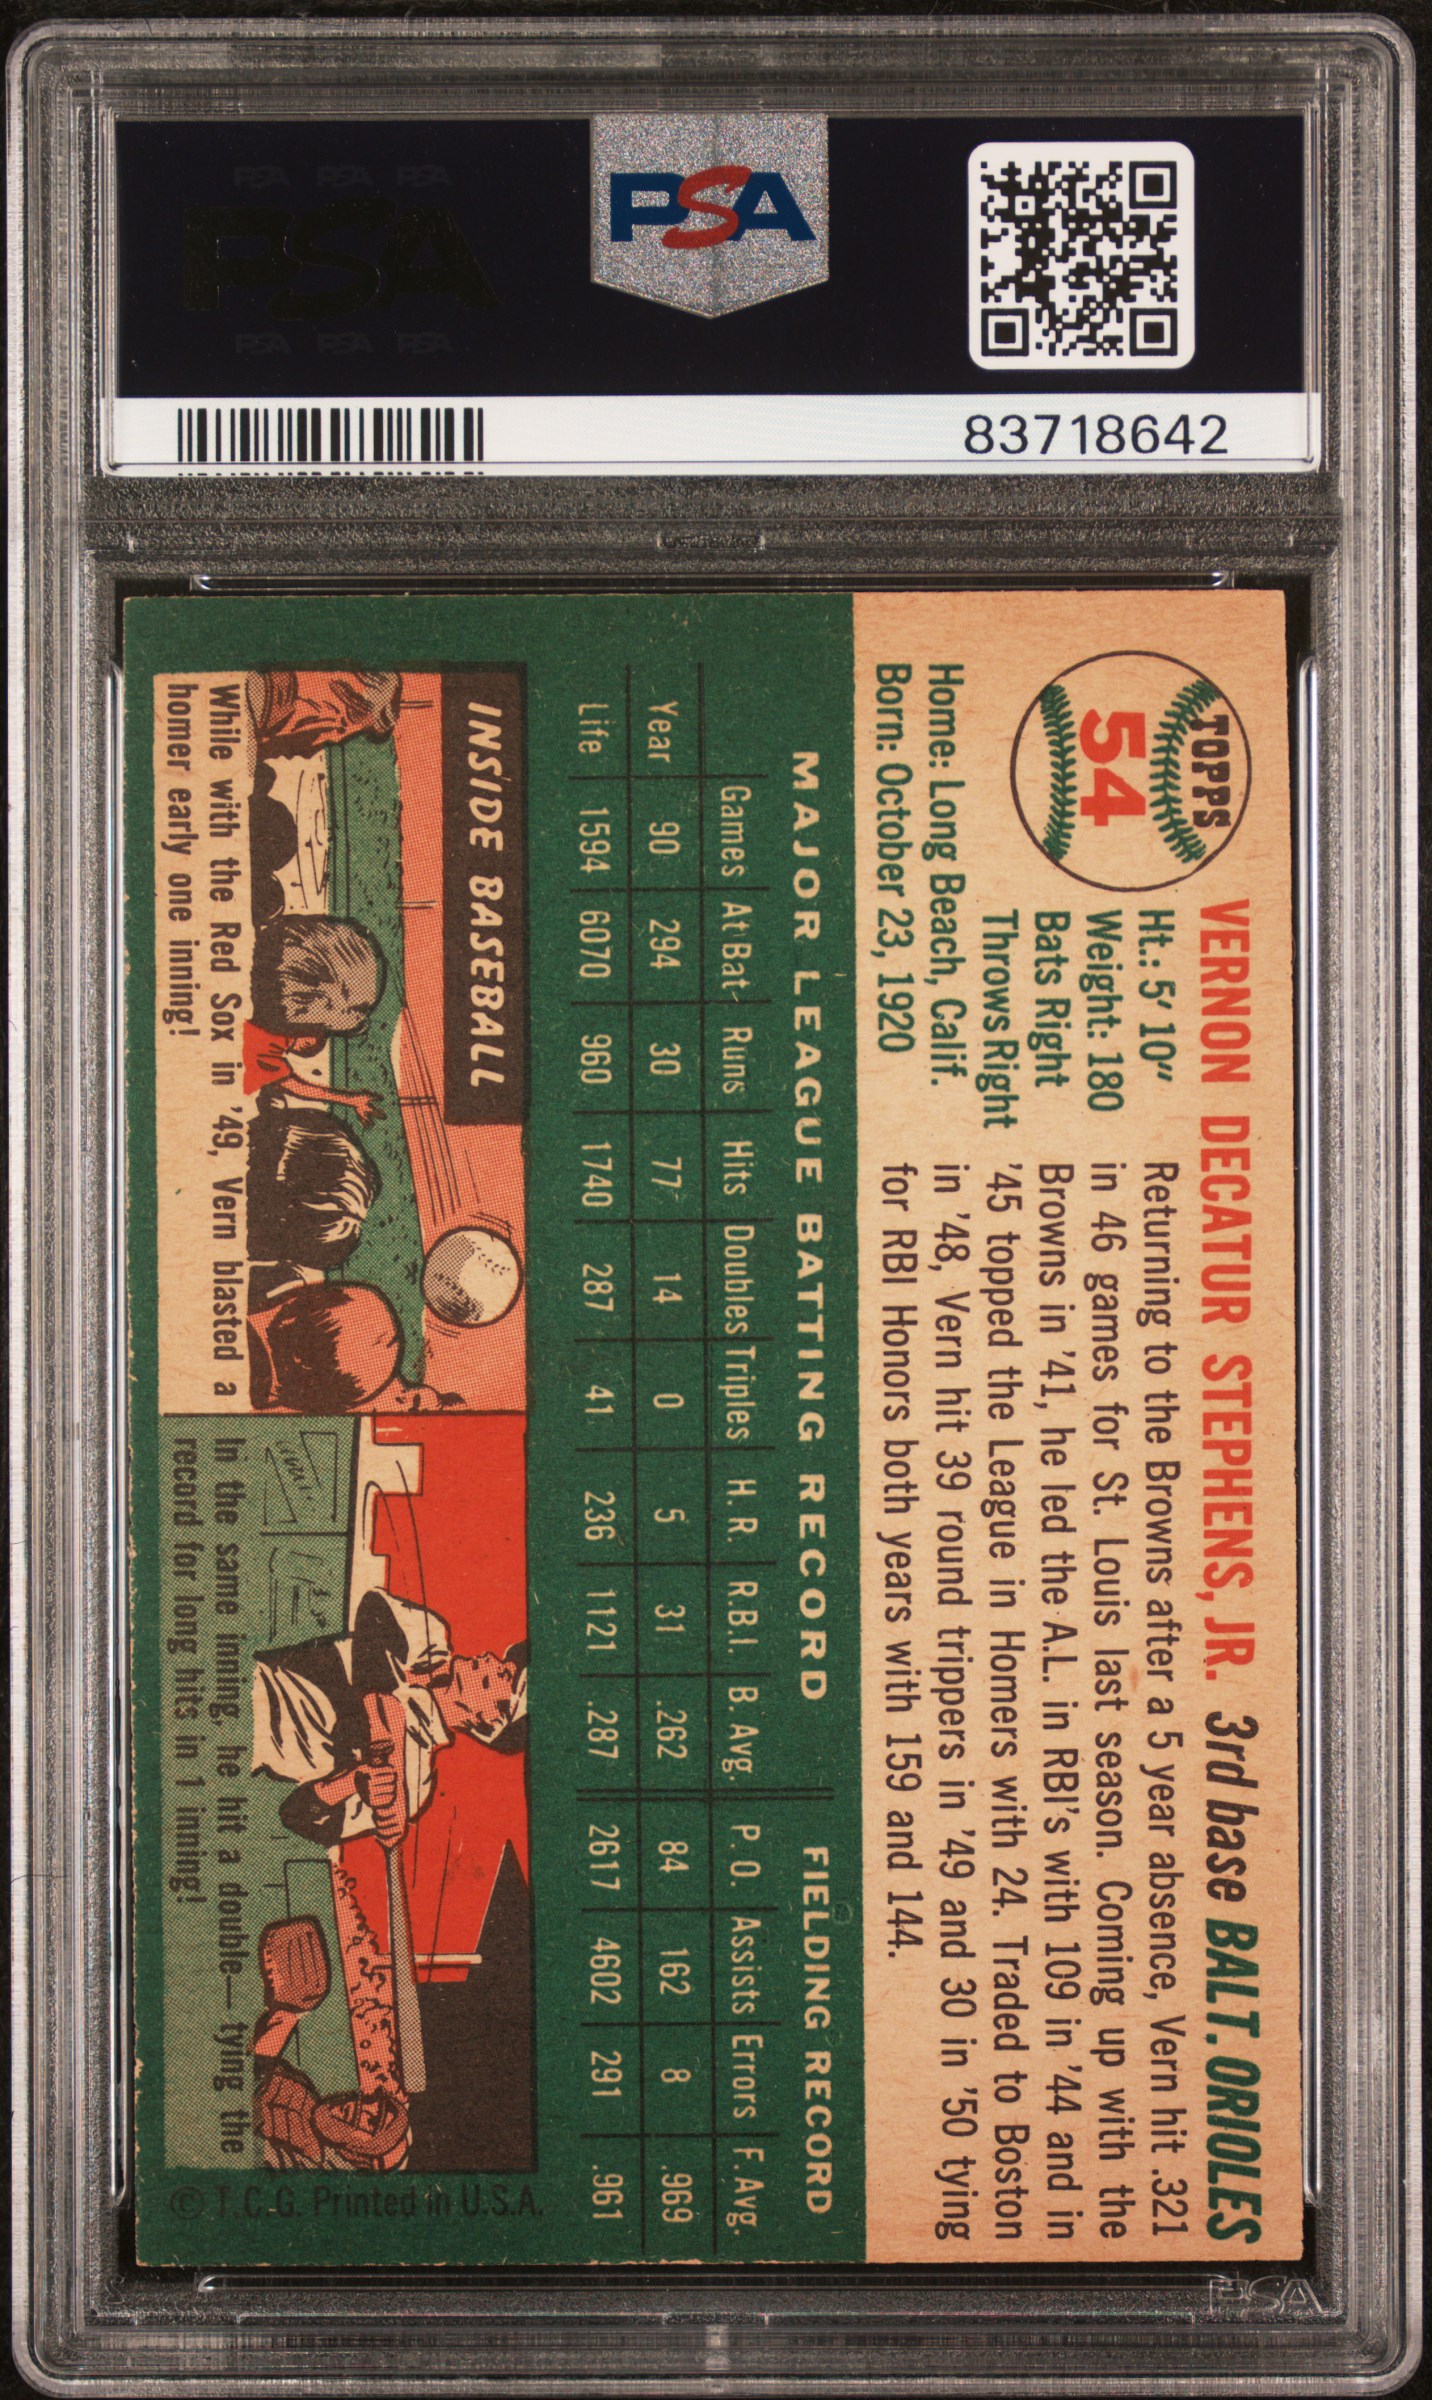 PSA PSA PSA
PSA
PSA PSA PSA
PSA
83718642
TOPPS
54
VERNON DECATUR STEPHENS, JR. 3rd base BALT. ORIOLES
Ht.: 5' 10"
Weight: 180
Bats Right
Throws Right
Home: Long Beach, Calif.
Born: October 23, 1920
Returning to the Browns after a 5 year absence, Vern hit .321
in 46 games for St. Louis last season. Coming up with the
Browns in '41, he led the A.L. in RBI's with 109 in '44 and in
'45 topped the League in Homers with 24. Traded to Boston
in '48, Vern hit 39 round trippers in '49 and 30 in '50 tying
for RBI Honors both years with 159 and 144.
MAJOR LEAGUE BATTING RECORD FIELDING RECORD
Games At Bat Runs Hits Doubles Triples H. R. R.B.I. B. Avg. P. O. Assists Errors F. Avg.
Year 90 294 30 77 14 0 5 31 .262 84 162 8 .969
Life 1594 6070 960 1740 287 41 236 1121 .287 2617 4602 291 .961
INSIDE BASEBALL
While with the Red Sox in '49, Vern blasted a
homer early one inning!
In the same inning, he hit a double—tying the
record for long hits in 1 inning!
© T.C.G. Printed in U.S.A.
PSA